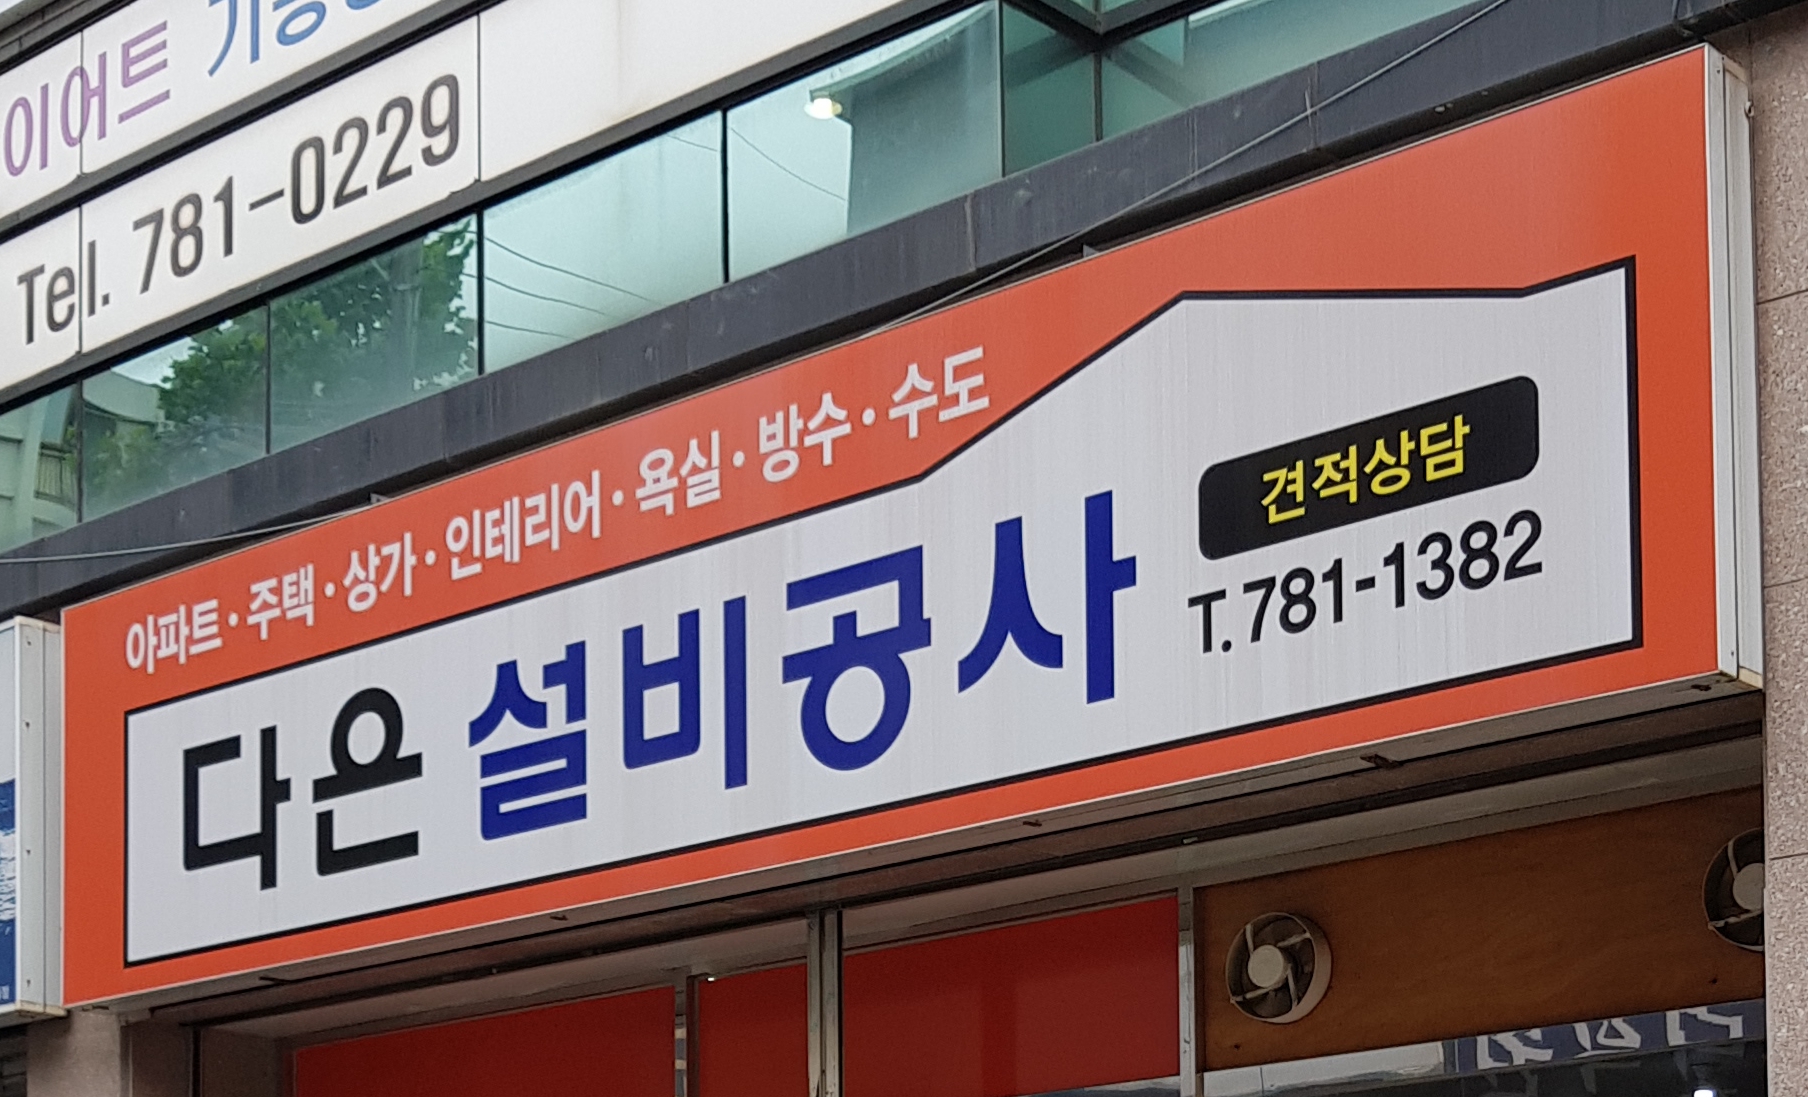 이어트
Tel. 781-0229
아파트·주택·상가·인테리어·욕실·방수·수도
다은 설비공사
견적상담
T.781-1382